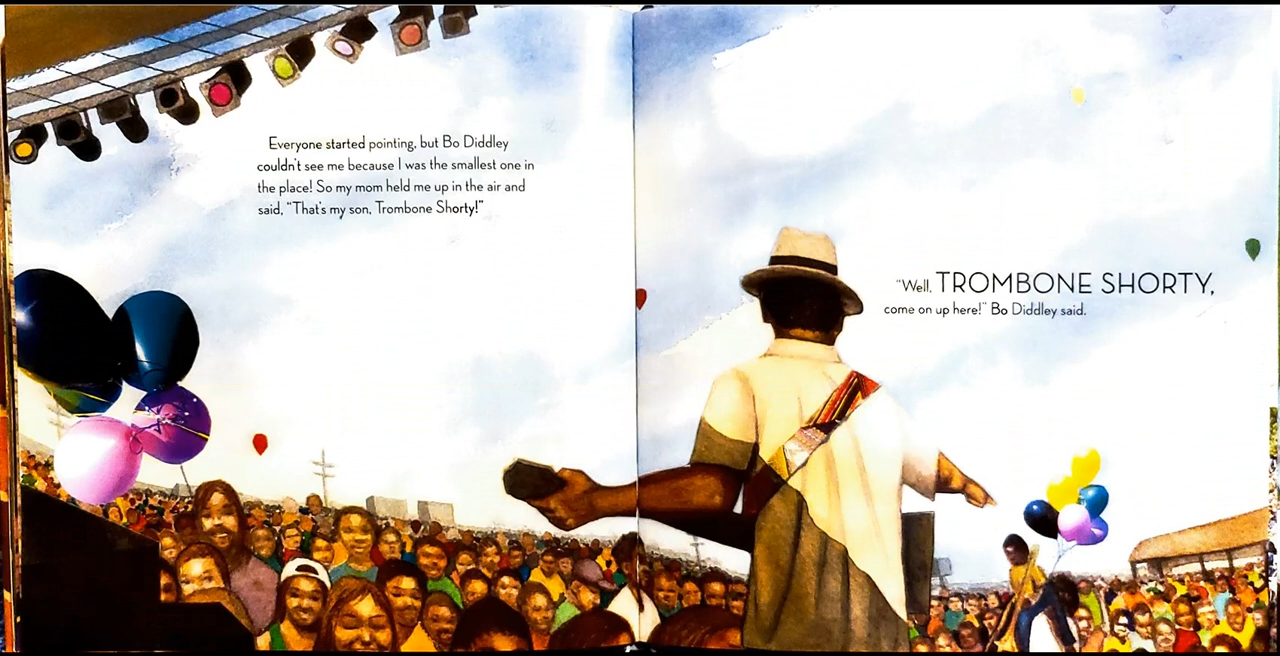 Everyone started pointing, but Bo Diddley
couldn't see me because I was the smallest one in
the place! So my mom held me up in the air and
said, “That's my son, Trombone Shorty!”
“Well, TROMBONE SHORTY,
come on up here!” Bo Diddley said.